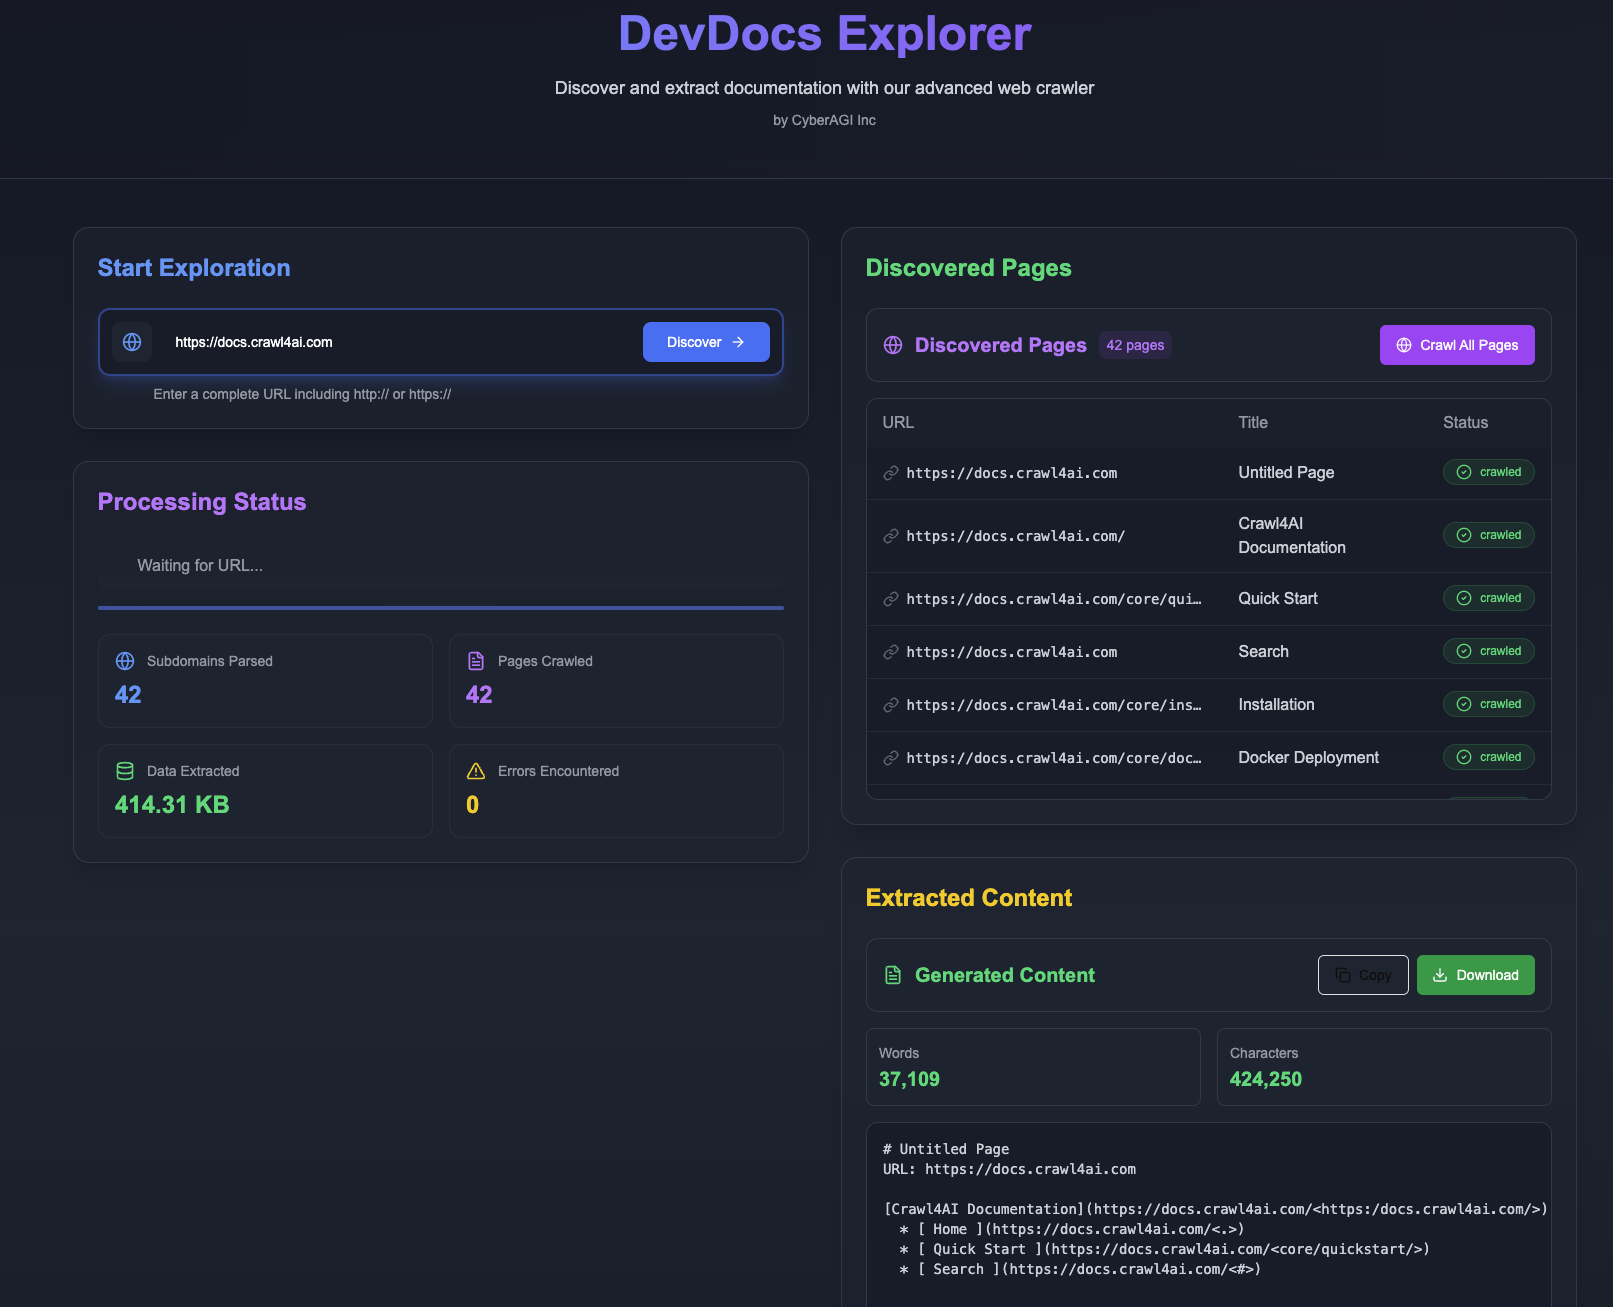 DevDocs Explorer
Discover and extract documentation with our advanced web crawler
by CyberAGI Inc
Start Exploration
https://docs.crawl4ai.com
Discover
Enter a complete URL including http:// or https://
Processing Status
Waiting for URL...
Subdomains Parsed
42
Pages Crawled
42
Data Extracted
414.31 KB
Errors Encountered
0
Discovered Pages
Discovered Pages 42 pages
Crawl All Pages
URL Title Status
https://docs.crawl4ai.com Untitled Page crawled
https://docs.crawl4ai.com/ Crawl4AI
Documentation crawled
https://docs.crawl4ai.com/core/qui… Quick Start crawled
https://docs.crawl4ai.com Search crawled
https://docs.crawl4ai.com/core/ins… Installation crawled
https://docs.crawl4ai.com/core/doc… Docker Deployment crawled
Extracted Content
Generated Content
Copy
Download
Words
37,109
Characters
424,250
# Untitled Page
URL: https://docs.crawl4ai.com
[Crawl4AI Documentation](https://docs.crawl4ai.com/<https:/docs.crawl4ai.com/>)
* [ Home ](https://docs.crawl4ai.com/<.>)
* [ Quick Start ](https://docs.crawl4ai.com/<core/quickstart/>)
* [ Search ](https://docs.crawl4ai.com/<#>)